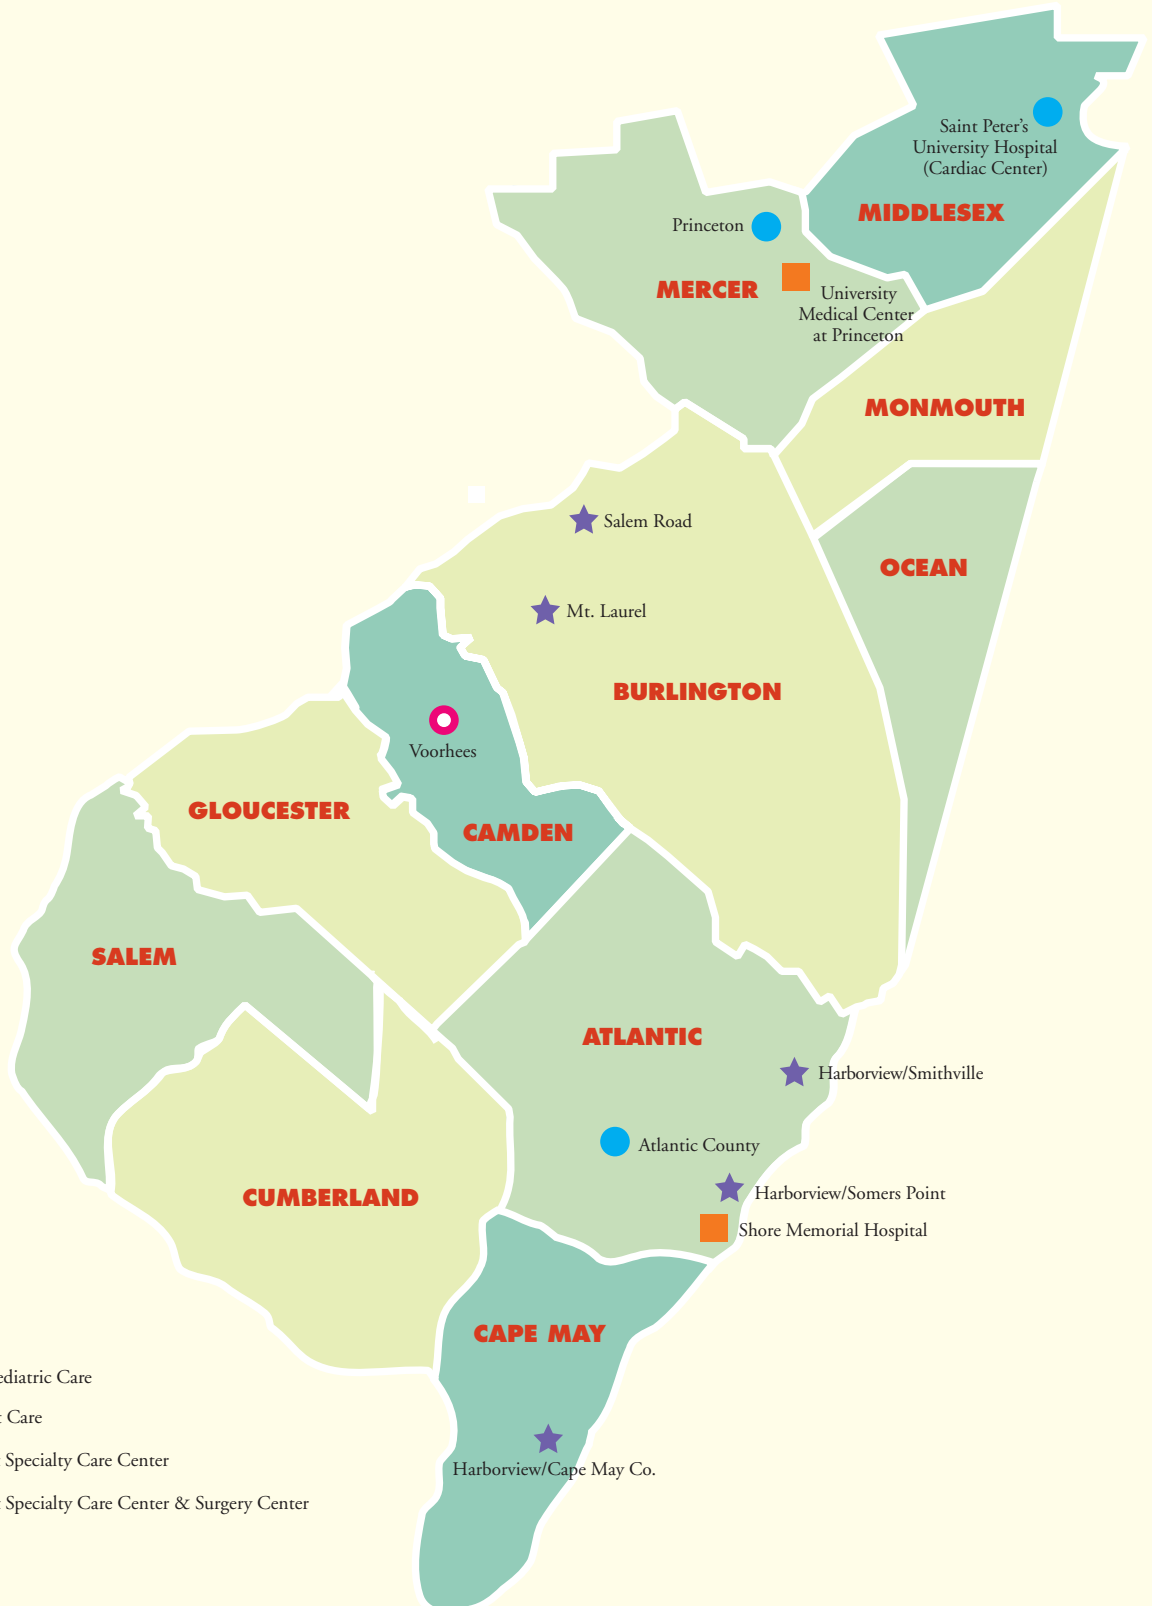 Saint Peter's
University Hospital
(Cardiac Center)
MIDDLESEX
Princeton
MERCER
University
Medical Center
at Princeton
MONMOUTH
Salem Road
OCEAN
Mt. Laurel
BURLINGTON
Voorhees
GLOUCESTER
CAMDEN
SALEM
ATLANTIC
Harborview/Smithville
Atlantic County
Harborview/Somers Point
CUMBERLAND
Shore Memorial Hospital
CAPE MAY
ediatric Care
t Care
Harborview/Cape May Co.
Specialty Care Center
Specialty Care Center & Surgery Center